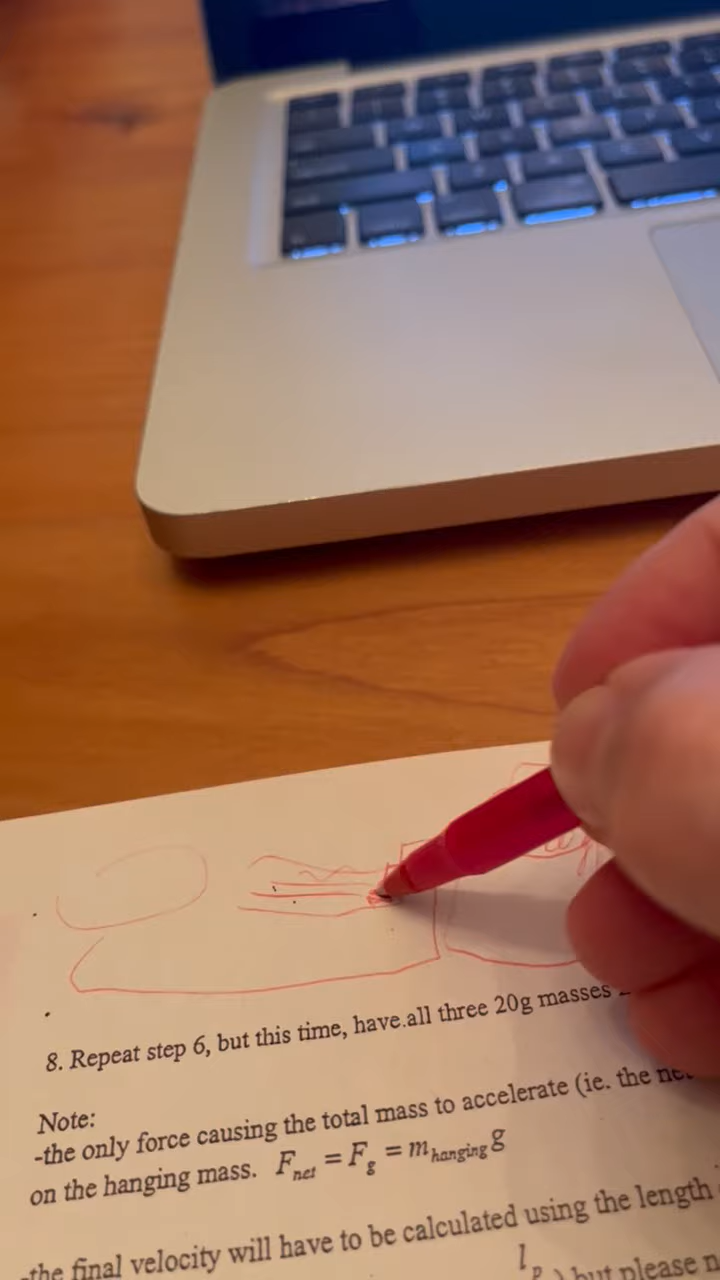 8. Repeat step 6, but this time, have.all three 20g masses
Note:
-the only force causing the total mass to accelerate (ie. the
on the hanging mass. F_net = F_g = m_hanging g
the final velocity will have to be calculated using the length
l_p ) but please